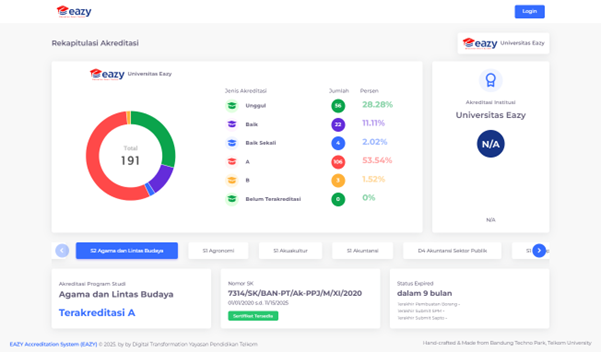 eazy
Login
Rekapitulasi Akreditasi
eazy Universitas Eazy
eazy Universitas Eazy
Jenis Akreditasi Jumlah Persen
Unggul 56 28.28%
Baik 22 11.11%
Baik Sekali 4 2.02%
A 106 53.54%
B 3 1.52%
Belum Terakreditasi 0 0%
Total
191
Akreditasi Institusi
Universitas Eazy
N/A
N/A
S2 Agama dan Lintas Budaya
S1 Agronomi
S1 Akuakultur
S1 Akuntansi
D4 Akuntansi Sektor Publik
Akreditasi Program Studi
Agama dan Lintas Budaya
Terakreditasi A
Nomor SK
7314/SK/BAN-PT/Ak-PPJ/M/XI/2020
01/01/2020 s.d. 11/15/2025
Sertifikat Tersedia
Status Expired
dalam 9 bulan
EAZY Accreditation System (EAZY) © 2025, by by Digital Transformation Yayasan Pendidikan Telkom
Hand-crafted & Made from Bandung Techno Park, Telkom University